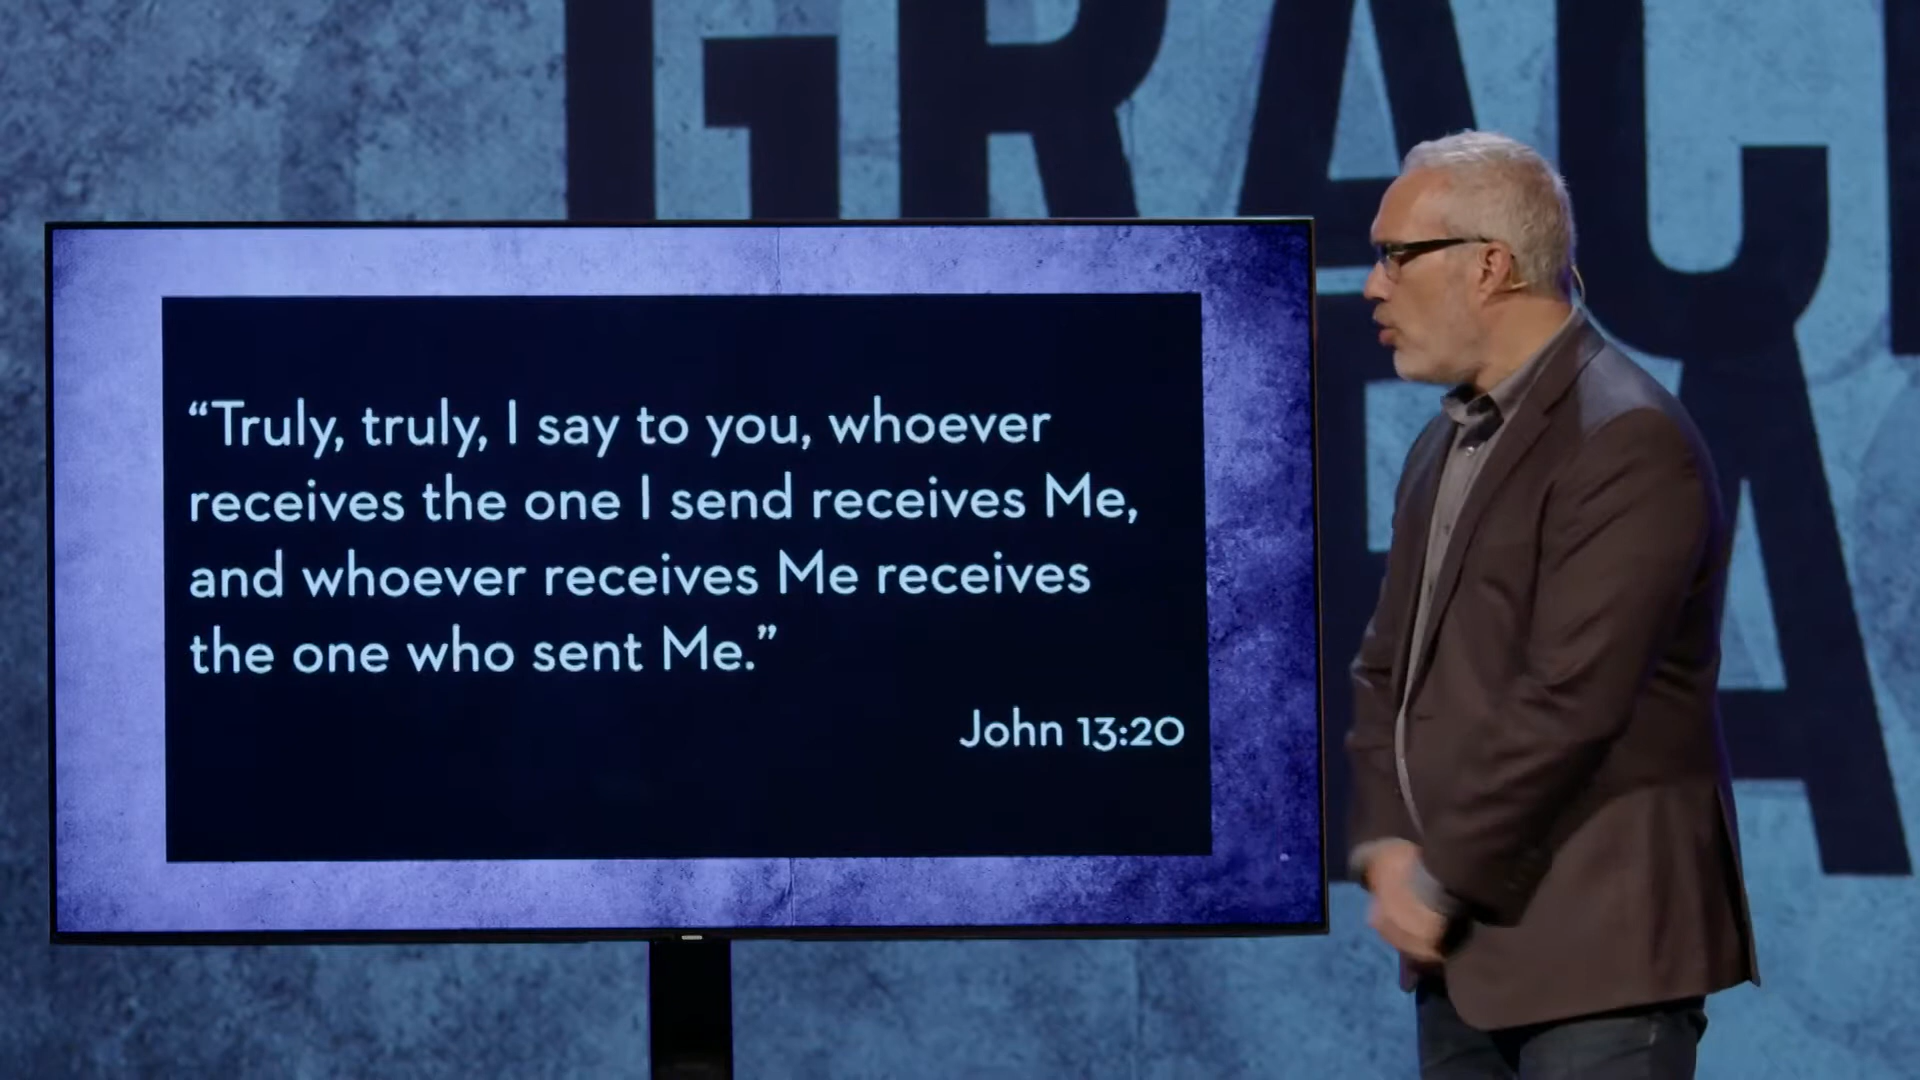 GRAC
"Truly, truly, I say to you, whoever
receives the one I send receives Me,
and whoever receives Me receives
the one who sent Me."
John 13:20